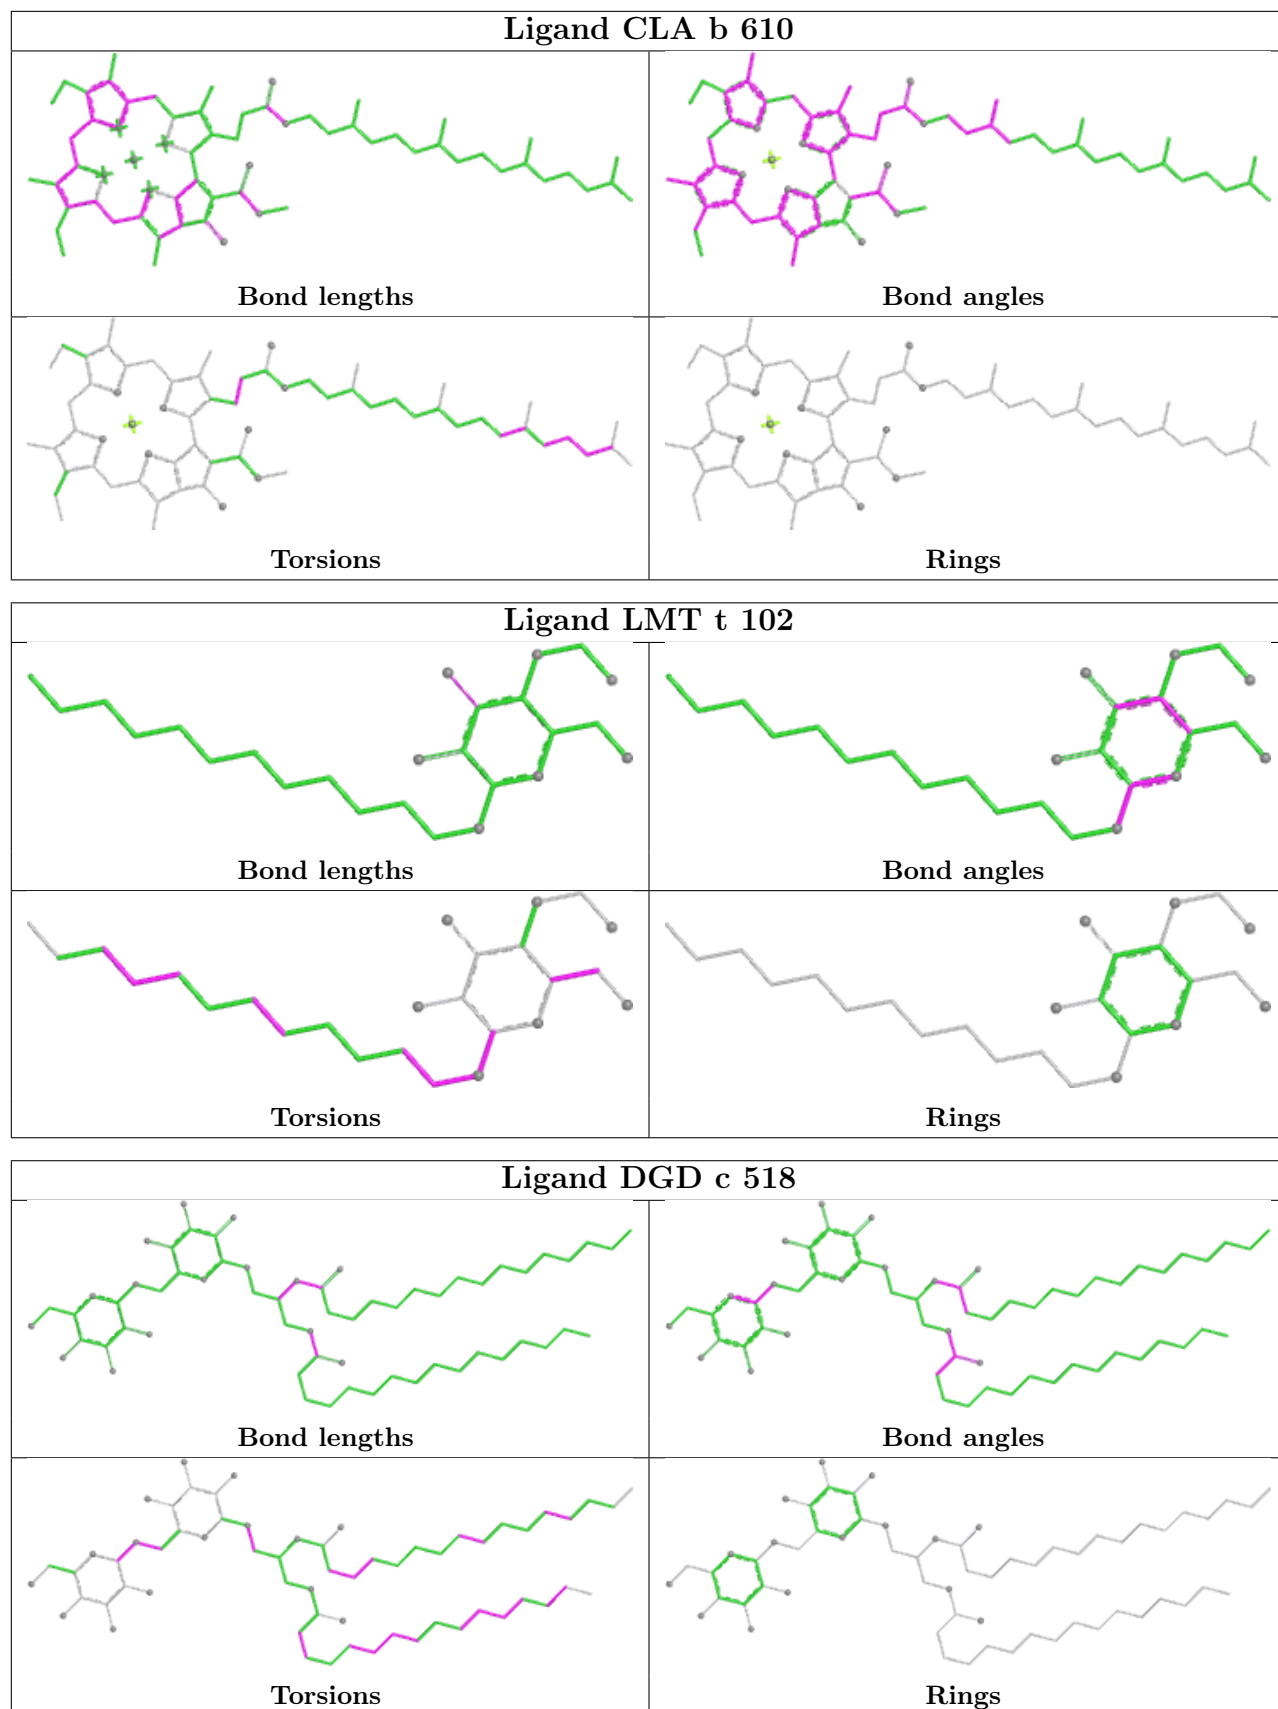 Ligand CLA b 610
Bond lengths
Bond angles
Torsions
Rings
Ligand LMT t 102
Bond lengths
Bond angles
Torsions
Rings
Ligand DGD c 518
Bond lengths
Bond angles
Torsions
Rings